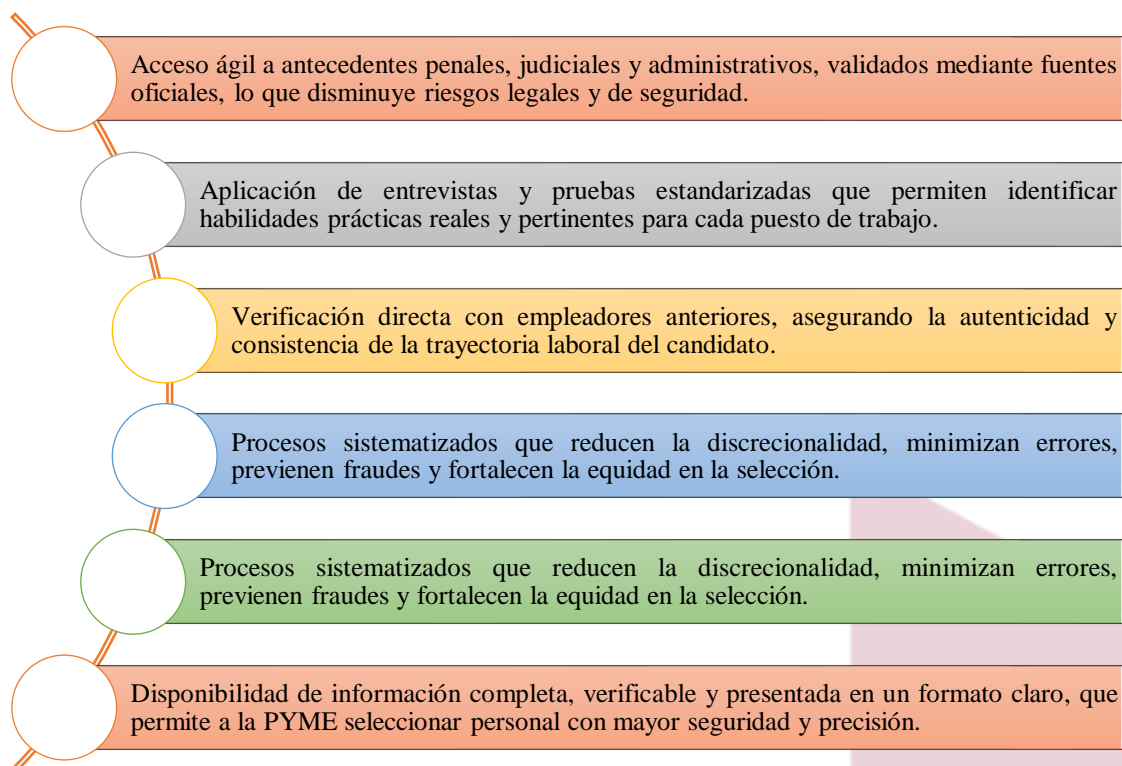 Acceso ágil a antecedentes penales, judiciales y administrativos, validados mediante fuentes
oficiales, lo que disminuye riesgos legales y de seguridad.
Aplicación de entrevistas y pruebas estandarizadas que permiten identificar
habilidades prácticas reales y pertinentes para cada puesto de trabajo.
Verificación directa con empleadores anteriores, asegurando la autenticidad y
consistencia de la trayectoria laboral del candidato.
Procesos sistematizados que reducen la discrecionalidad, minimizan errores,
previenen fraudes y fortalecen la equidad en la selección.
Procesos sistematizados que reducen la discrecionalidad, minimizan errores,
previenen fraudes y fortalecen la equidad en la selección.
Disponibilidad de información completa, verificable y presentada en un formato claro, que
permite a la PYME seleccionar personal con mayor seguridad y precisión.